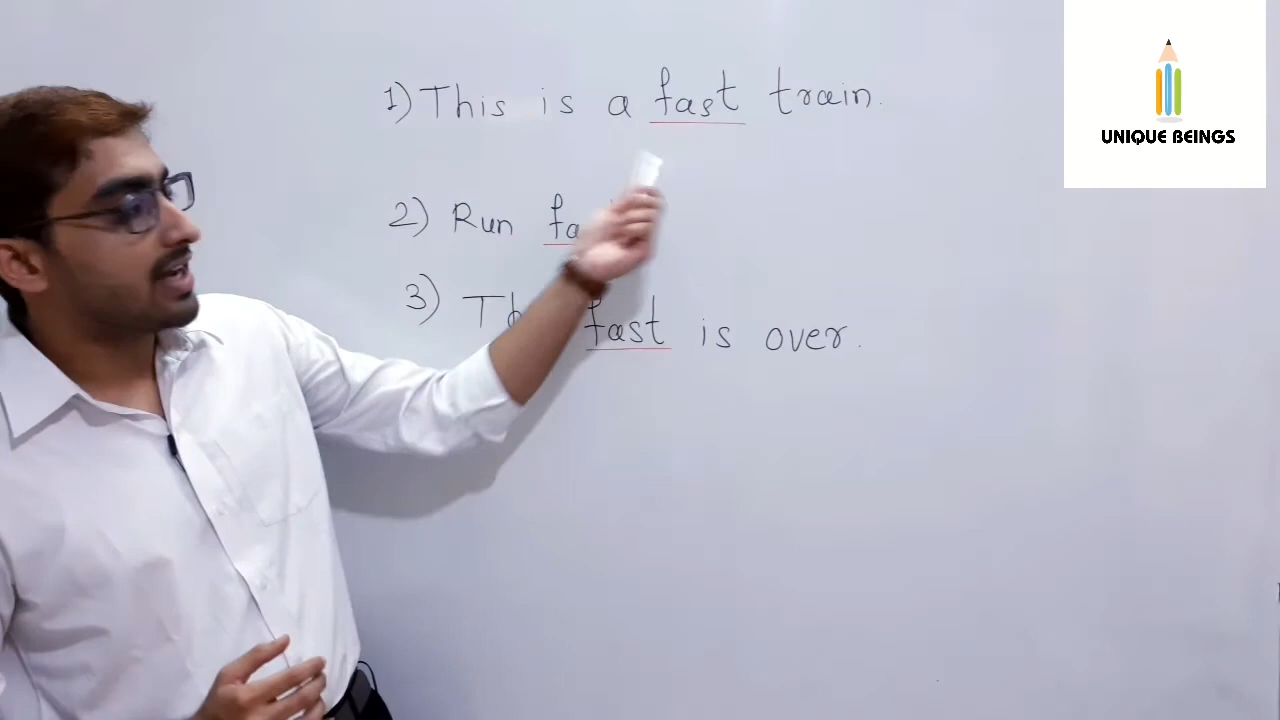 1) This is a fast train.
UNIQUE BEINGS
2) Run
3) fast is over.